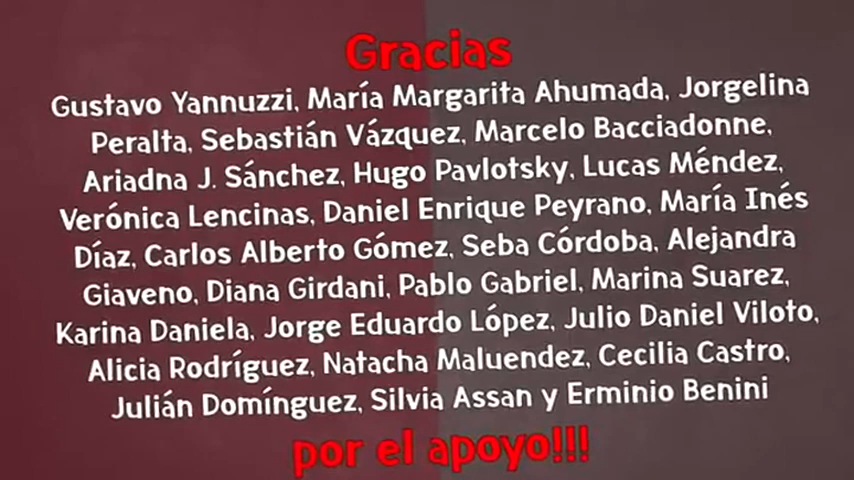 Gracias
Gustavo Yannuzzi, María Margarita Ahumada, Jorgelina
Peralta, Sebastián Vázquez, Marcelo Bacciadonne,
Ariadna J. Sánchez, Hugo Pavlotsky, Lucas Méndez,
Verónica Lencinas, Daniel Enrique Peyrano, María Inés
Díaz, Carlos Alberto Gómez, Seba Córdoba, Alejandra
Giaveno, Diana Girdani, Pablo Gabriel, Marina Suarez,
Karina Daniela, Jorge Eduardo López, Julio Daniel Viloto,
Alicia Rodríguez, Natacha Maluendez, Cecilia Castro,
Julián Domínguez, Silvia Assan y Erminio Benini
por el apoyo!!!